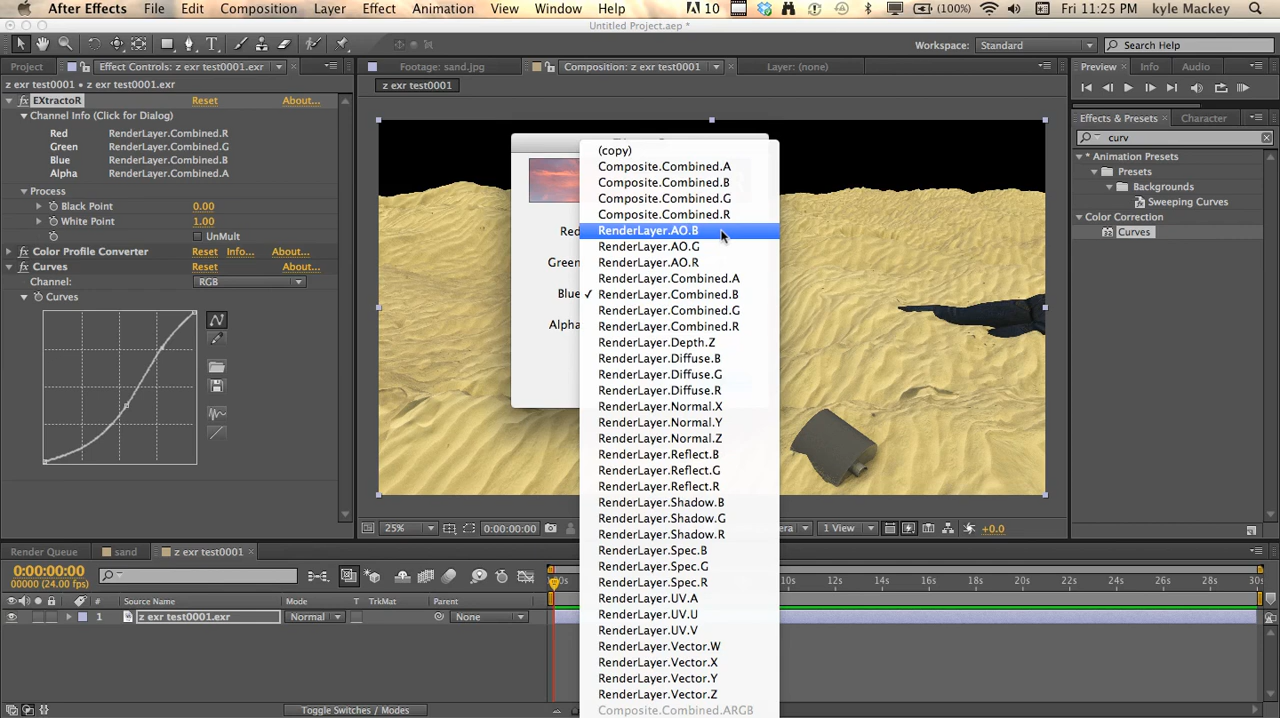 After Effects File Edit Composition Layer Effect Animation View Window Help 10 (100%) Fri 11:25 PM kyle Mackey
Untitled Project.aep *
Workspace: Standard Search Help
Project Effect Controls: z exr test0001.exr Footage: sand.jpg Composition: z exr test0001 Layer: (none) Preview Info Audio
z exr test0001 • z exr test0001.exr
z exr test0001
EXtractoR Reset About...
Channel Info (Click for Dialog)
Red RenderLayer.Combined.R
Green RenderLayer.Combined.G
Blue RenderLayer.Combined.B
Alpha RenderLayer.Combined.A
Process
Black Point 0.00
White Point 1.00
UnMult
Color Profile Converter Reset Info... About...
Curves Reset About...
Channel: RGB
Curves
Red
Green
Blue
Alpha
(copy)
Composite.Combined.A
Composite.Combined.B
Composite.Combined.G
Composite.Combined.R
RenderLayer.AO.B
RenderLayer.AO.G
RenderLayer.AO.R
RenderLayer.Combined.A
✓ RenderLayer.Combined.B
RenderLayer.Combined.G
RenderLayer.Combined.R
RenderLayer.Depth.Z
RenderLayer.Diffuse.B
RenderLayer.Diffuse.G
RenderLayer.Diffuse.R
RenderLayer.Normal.X
RenderLayer.Normal.Y
RenderLayer.Normal.Z
RenderLayer.Reflect.B
RenderLayer.Reflect.G
RenderLayer.Reflect.R
RenderLayer.Shadow.B
RenderLayer.Shadow.G
RenderLayer.Shadow.R
RenderLayer.Spec.B
RenderLayer.Spec.G
RenderLayer.Spec.R
RenderLayer.UV.A
RenderLayer.UV.U
RenderLayer.UV.V
RenderLayer.Vector.W
RenderLayer.Vector.X
RenderLayer.Vector.Y
RenderLayer.Vector.Z
Composite.Combined.ARGB
Effects & Presets Character
curv
* Animation Presets
Presets
Backgrounds
Sweeping Curves
Color Correction
Curves
25% 0:00:00:00 1 View +0.0
Render Queue sand z exr test0001
0:00:00:00
00000 (24.00 fps)
# Source Name Mode T TrkMat Parent
1 z exr test0001.exr Normal None
10s 12s 14s 16s 18s 20s 22s 24s 26s 28s 30s
Toggle Switches / Modes